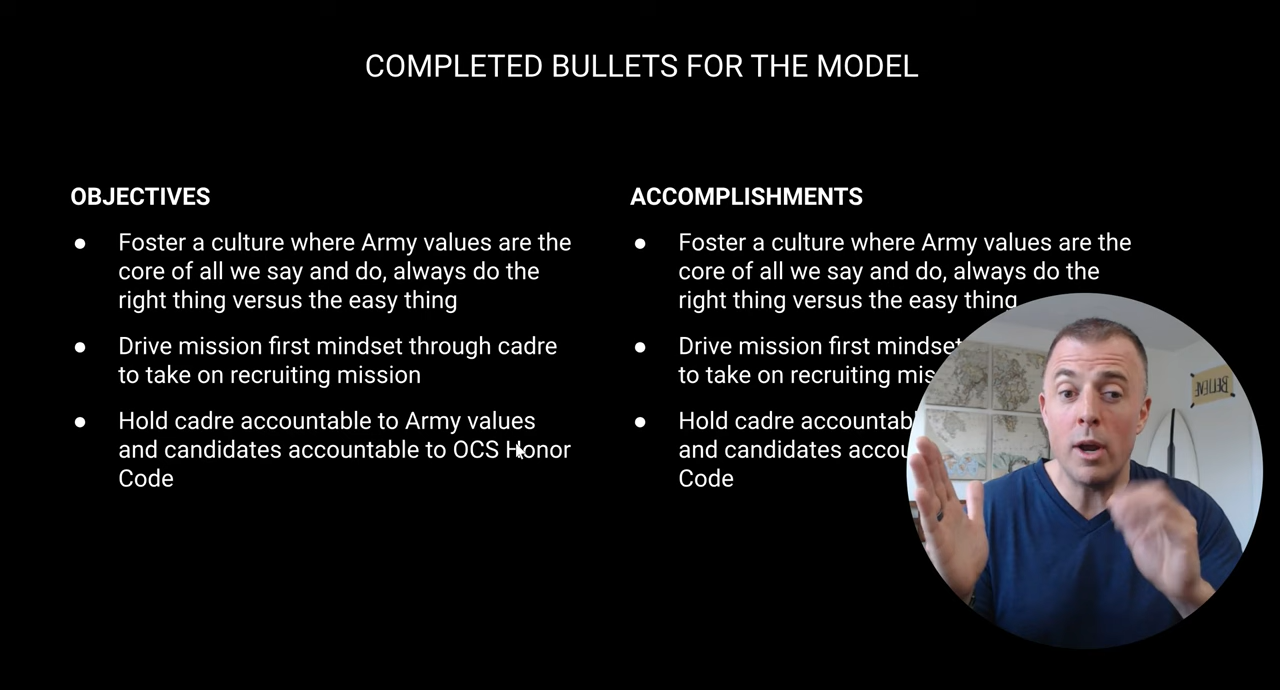 COMPLETED BULLETS FOR THE MODEL
OBJECTIVES
● Foster a culture where Army values are the
core of all we say and do, always do the
right thing versus the easy thing
● Drive mission first mindset through cadre
to take on recruiting mission
● Hold cadre accountable to Army values
and candidates accountable to OCS Honor
Code
ACCOMPLISHMENTS
● Foster a culture where Army values are the
core of all we say and do, always do the
right thing versus the easy thing
● Drive mission first mindset
to take on recruiting mis
● Hold cadre accountab
and candidates accou
Code
BELIEVE